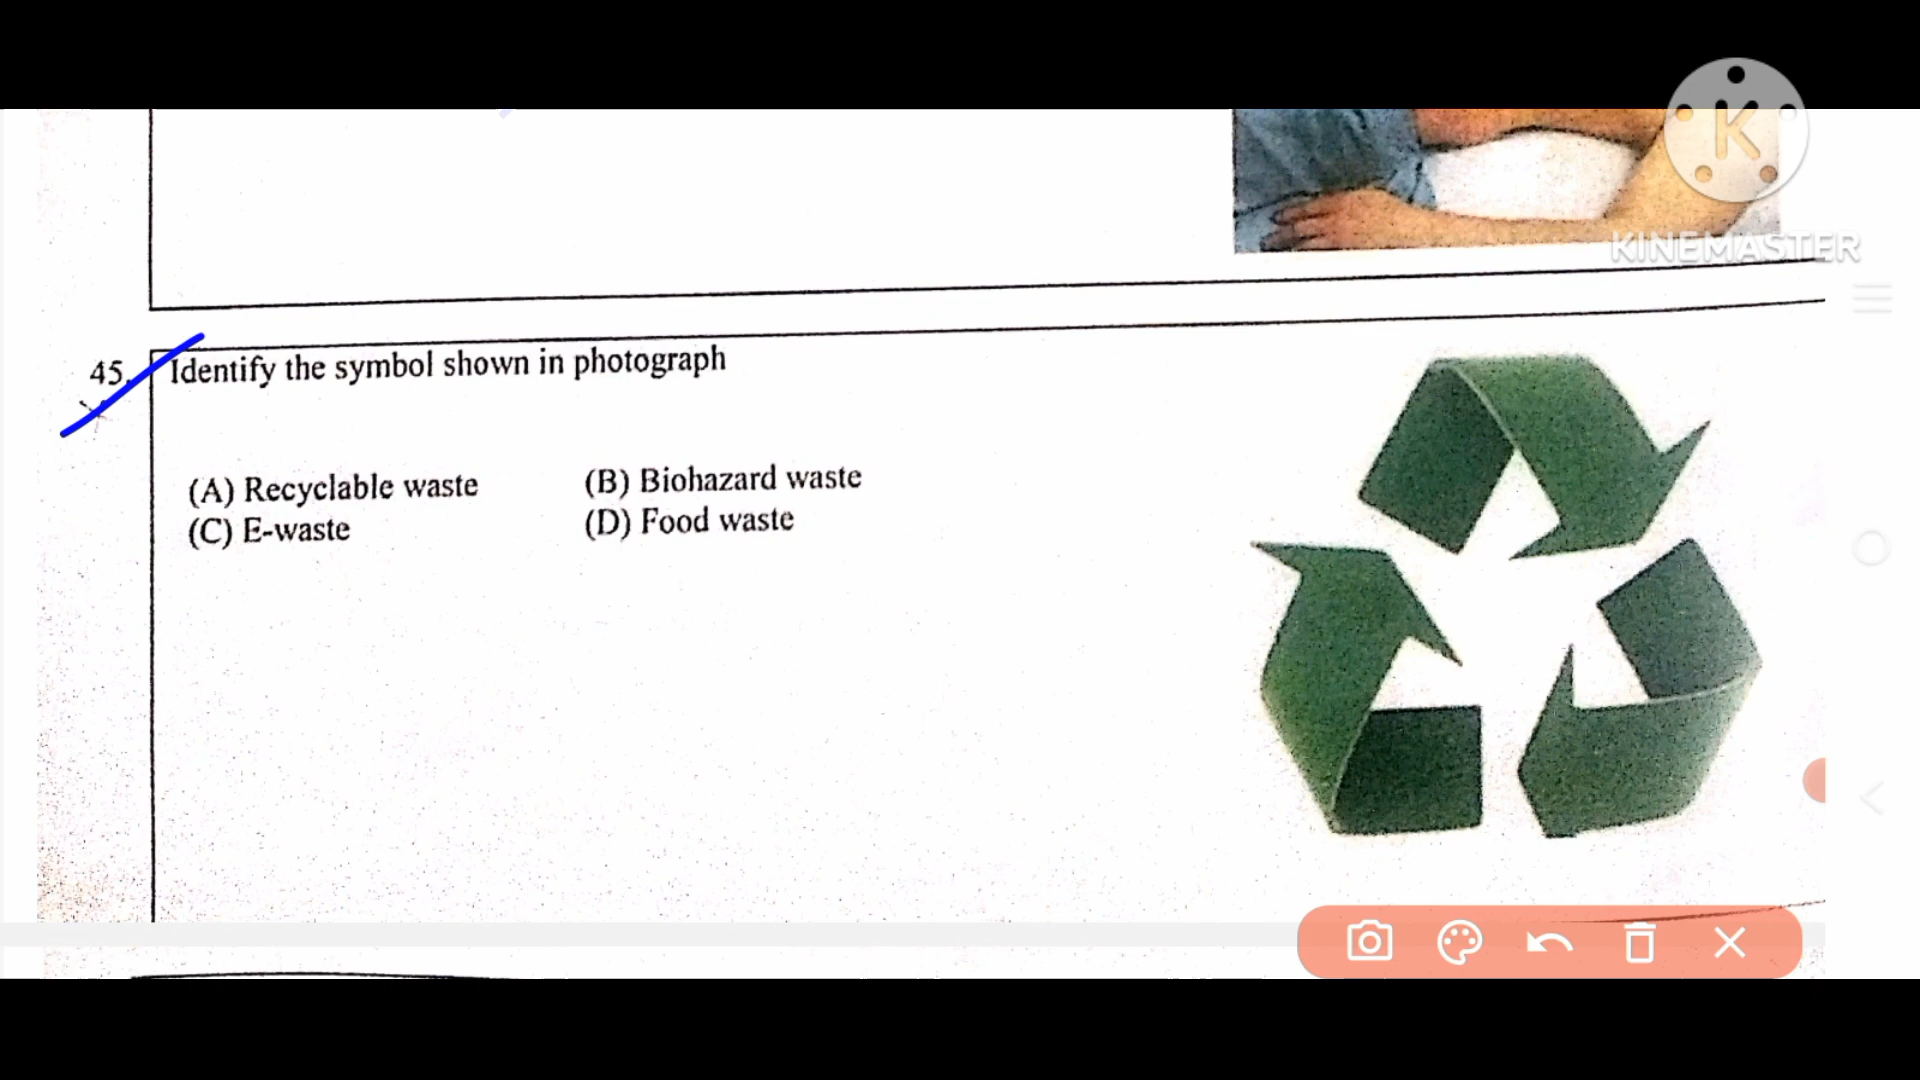 K
KINEMASTER
45. Identify the symbol shown in photograph
(A) Recyclable waste (B) Biohazard waste
(C) E-waste (D) Food waste